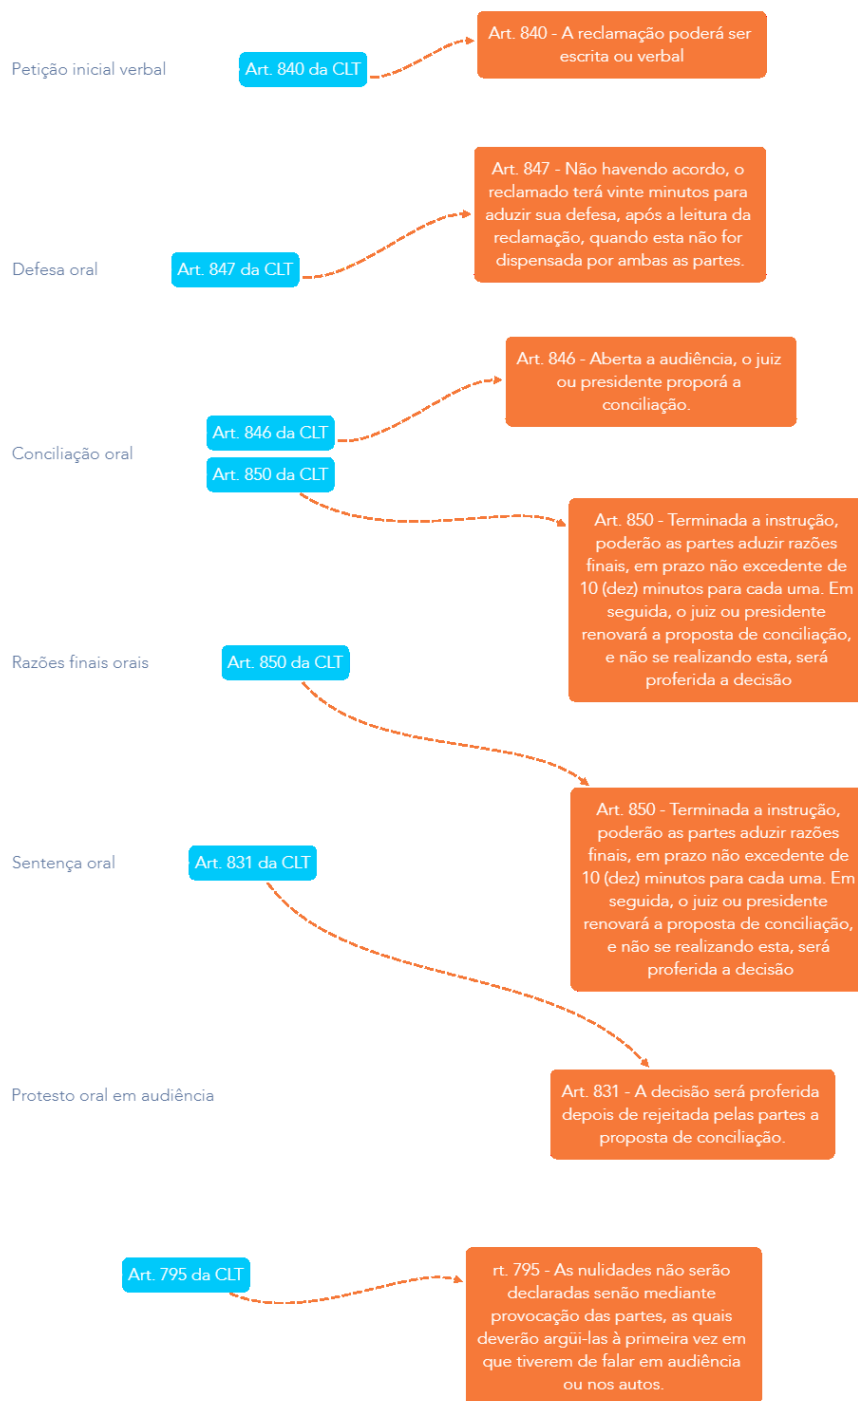 Petição inicial verbal
Art. 840 da CLT
Art. 840 - A reclamação poderá ser
escrita ou verbal
Defesa oral
Art. 847 da CLT
Art. 847 - Não havendo acordo, o
reclamado terá vinte minutos para
aduzir sua defesa, após a leitura da
reclamação, quando esta não for
dispensada por ambas as partes.
Conciliação oral
Art. 846 da CLT
Art. 846 - Aberta a audiência, o juiz
ou presidente proporá a
conciliação.
Art. 850 da CLT
Art. 850 - Terminada a instrução,
poderão as partes aduzir razões
finais, em prazo não excedente de
10 (dez) minutos para cada uma. Em
seguida, o juiz ou presidente
renovará a proposta de conciliação,
e não se realizando esta, será
proferida a decisão
Razões finais orais
Art. 850 da CLT
Art. 850 - Terminada a instrução,
poderão as partes aduzir razões
finais, em prazo não excedente de
10 (dez) minutos para cada uma. Em
seguida, o juiz ou presidente
renovará a proposta de conciliação,
e não se realizando esta, será
proferida a decisão
Sentença oral
Art. 831 da CLT
Art. 831 - A decisão será proferida
depois de rejeitada pelas partes a
proposta de conciliação.
Protesto oral em audiência
Art. 795 da CLT
rt. 795 - As nulidades não serão
declaradas senão mediante
provocação das partes, as quais
deverão argüi-las à primeira vez em
que tiverem de falar em audiência
ou nos autos.